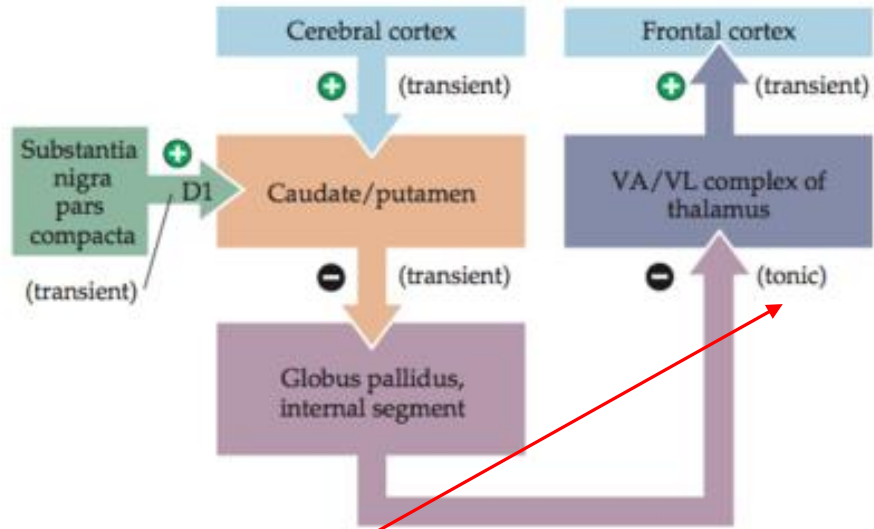 Cerebral cortex
Frontal cortex
+
(transient)
+
(transient)
Substantia
nigra
pars
compacta
+
D1
(transient)
Caudate/putamen
VA/VL complex of
thalamus
−
(transient)
−
(tonic)
Globus pallidus,
internal segment